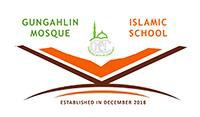 GUNGAHLIN MOSQUE
ISLAMIC SCHOOL
ESTABLISHED IN DECEMBER 2018